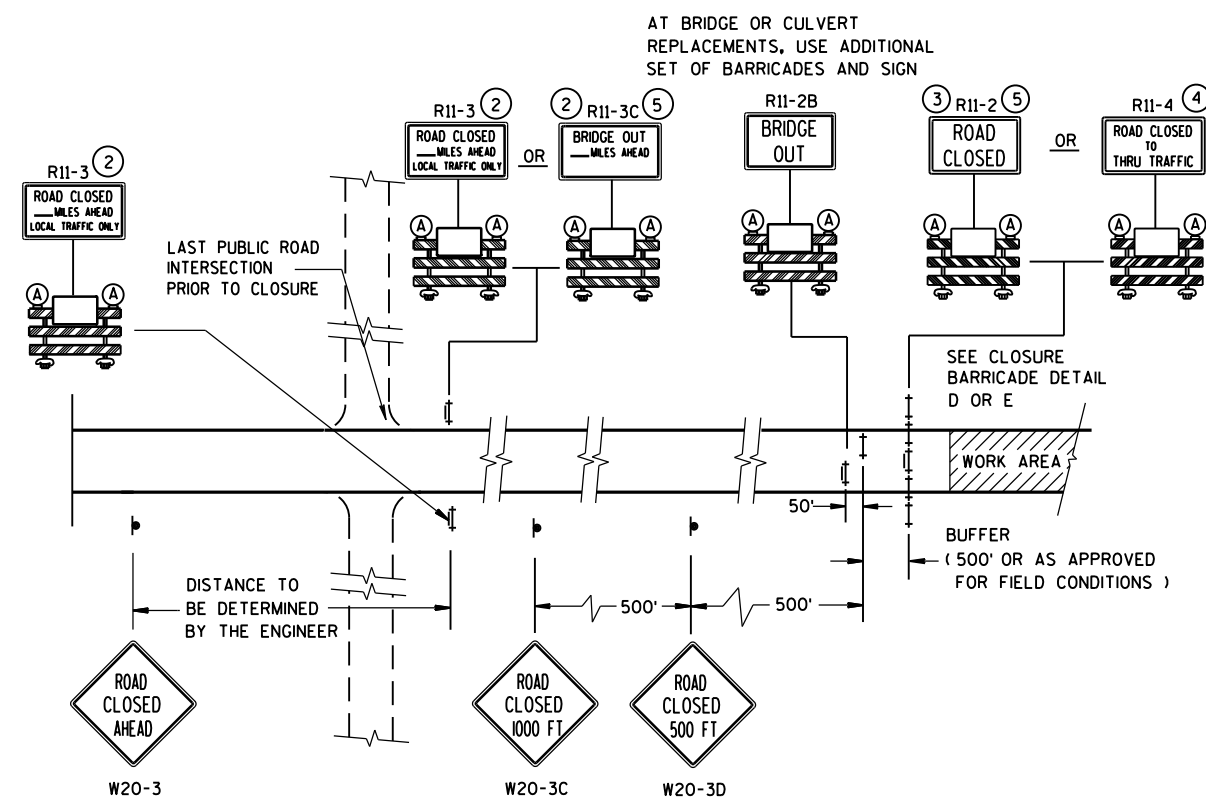 AT BRIDGE OR CULVERT
REPLACEMENTS, USE ADDITIONAL
SET OF BARRICADES AND SIGN
R11-3 2
ROAD CLOSED
___MILES AHEAD
LOCAL TRAFFIC ONLY
A A
R11-3 2
ROAD CLOSED
___MILES AHEAD
LOCAL TRAFFIC ONLY
A A
OR
2 R11-3C 5
BRIDGE OUT
___MILES AHEAD
A A
R11-2B
BRIDGE
OUT
A A
3 R11-2 5
ROAD
CLOSED
A A
OR
R11-4 4
ROAD CLOSED
TO
THRU TRAFFIC
A A
LAST PUBLIC ROAD
INTERSECTION
PRIOR TO CLOSURE
SEE CLOSURE
BARRICADE DETAIL
D OR E
WORK AREA
50'
BUFFER
( 500' OR AS APPROVED
FOR FIELD CONDITIONS )
DISTANCE TO
BE DETERMINED
BY THE ENGINEER
500'
500'
ROAD
CLOSED
AHEAD
W20-3
ROAD
CLOSED
1000 FT
W20-3C
ROAD
CLOSED
500 FT
W20-3D